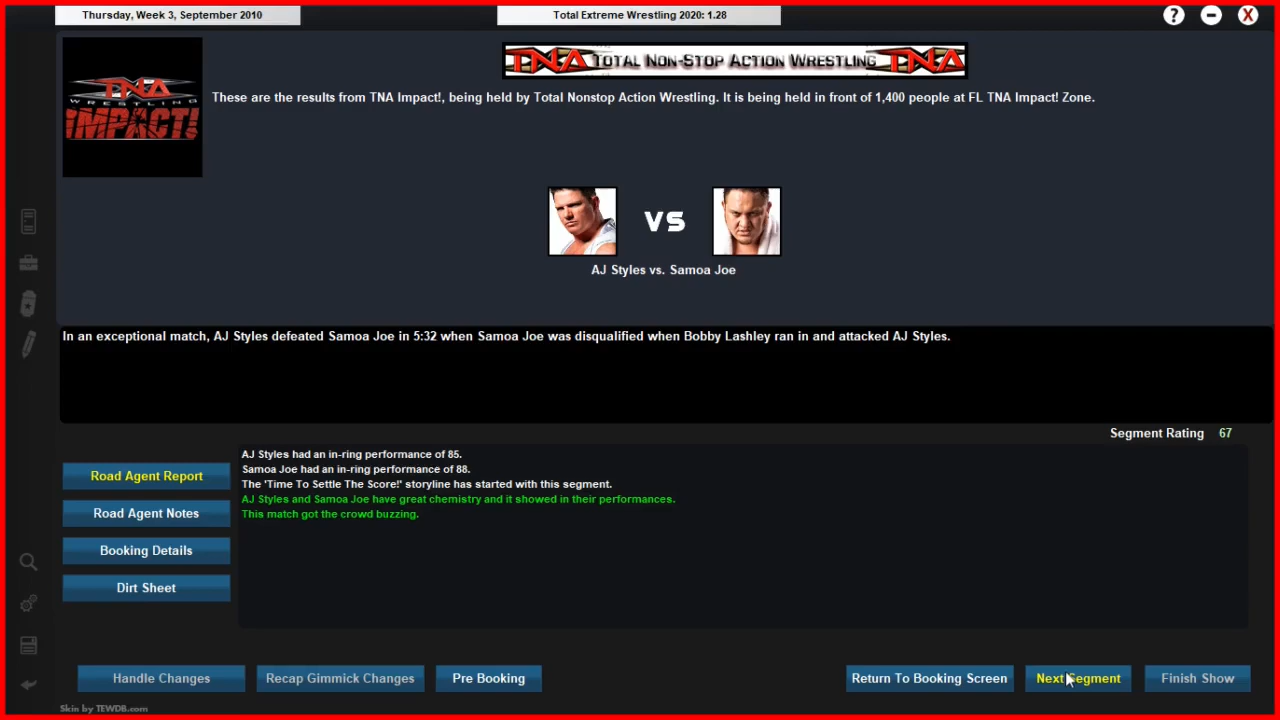 Thursday, Week 3, September 2010
Total Extreme Wrestling 2020: 1.28
? − X
TNA TOTAL NON-STOP ACTION WRESTLING TNA
TNA
WRESTLING
IMPACT!
These are the results from TNA Impact!, being held by Total Nonstop Action Wrestling. It is being held in front of 1,400 people at FL TNA Impact! Zone.
VS
AJ Styles vs. Samoa Joe
In an exceptional match, AJ Styles defeated Samoa Joe in 5:32 when Samoa Joe was disqualified when Bobby Lashley ran in and attacked AJ Styles.
Segment Rating 67
Road Agent Report
Road Agent Notes
Booking Details
Dirt Sheet
AJ Styles had an in-ring performance of 85.
Samoa Joe had an in-ring performance of 88.
The 'Time To Settle The Score!' storyline has started with this segment.
AJ Styles and Samoa Joe have great chemistry and it showed in their performances.
This match got the crowd buzzing.
Handle Changes
Recap Gimmick Changes
Pre Booking
Return To Booking Screen
Next Segment
Finish Show
Skin by TEWDB.com